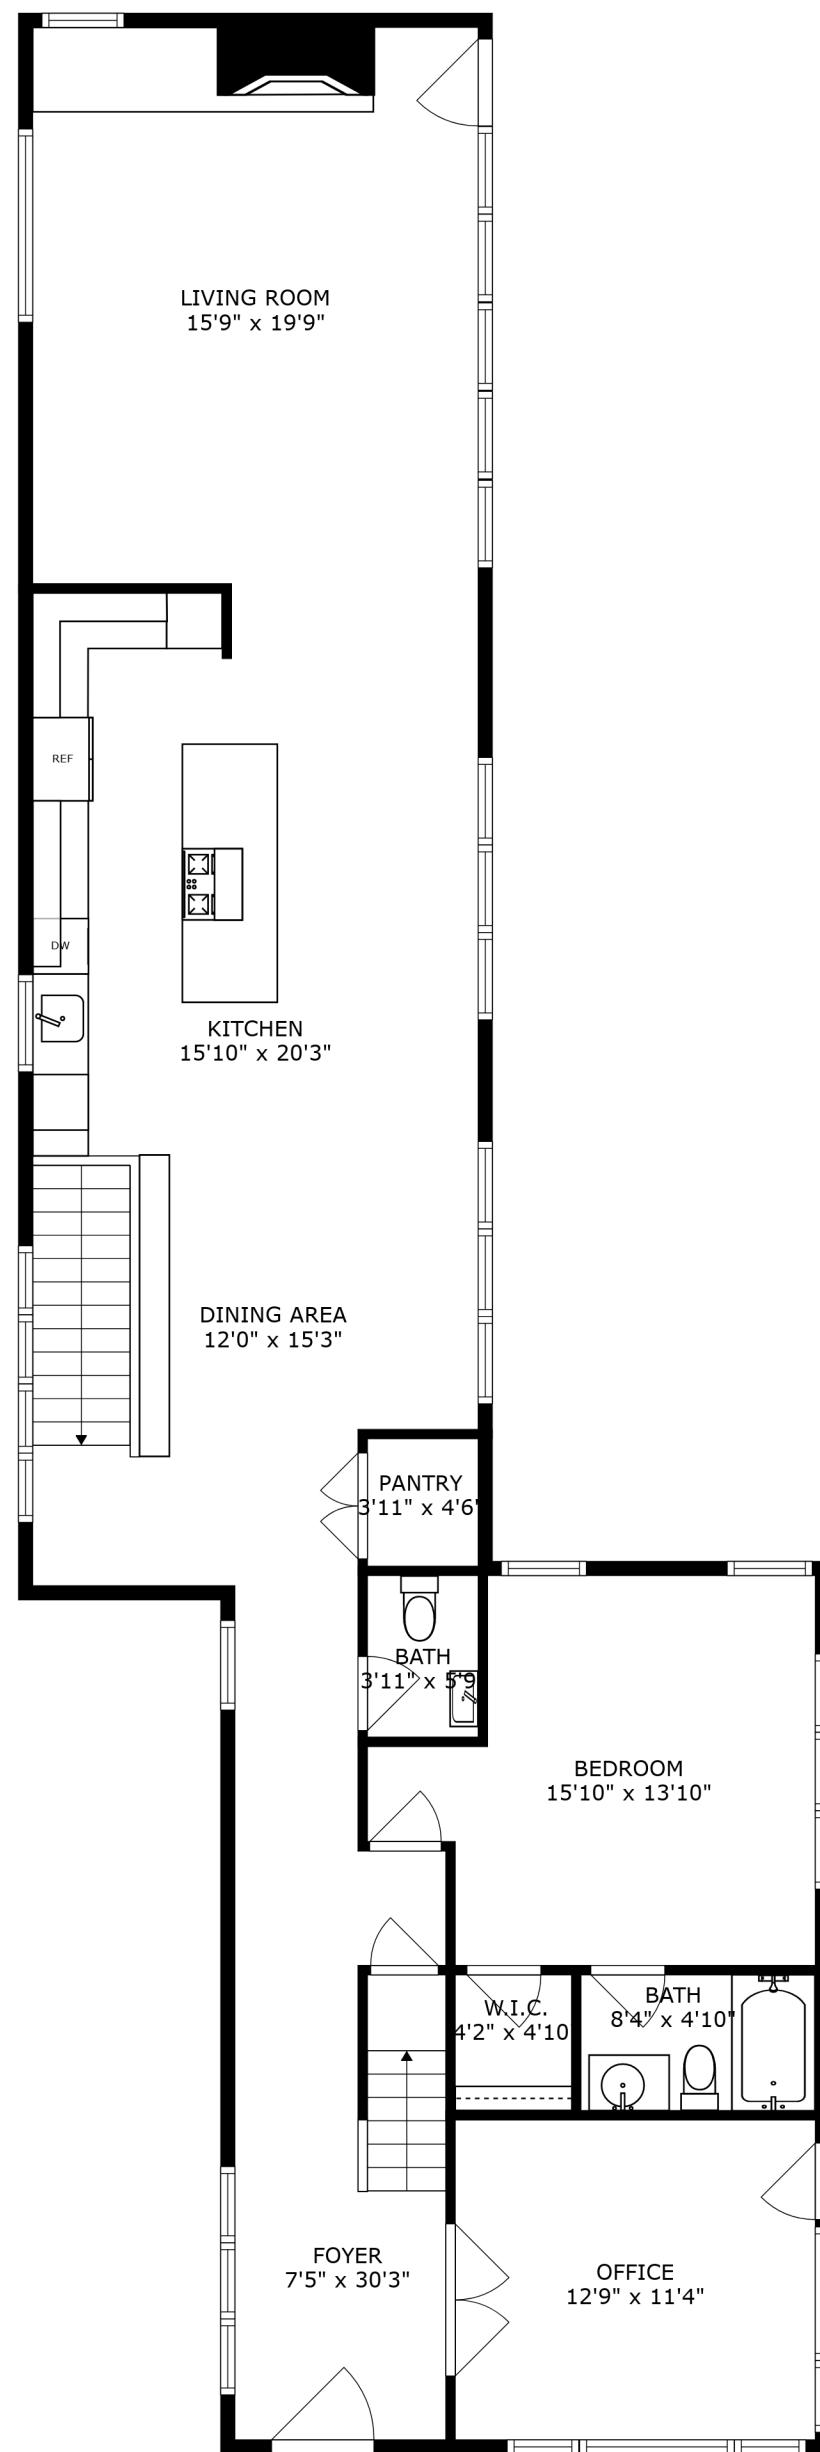 LIVING ROOM
15'9" x 19'9"
REF
DW
KITCHEN
15'10" x 20'3"
DINING AREA
12'0" x 15'3"
PANTRY
3'11" x 4'6"
BATH
3'11" x 5'9
BEDROOM
15'10" x 13'10"
W.I.C.
4'2" x 4'10
BATH
8'4" x 4'10"
FOYER
7'5" x 30'3"
OFFICE
12'9" x 11'4"